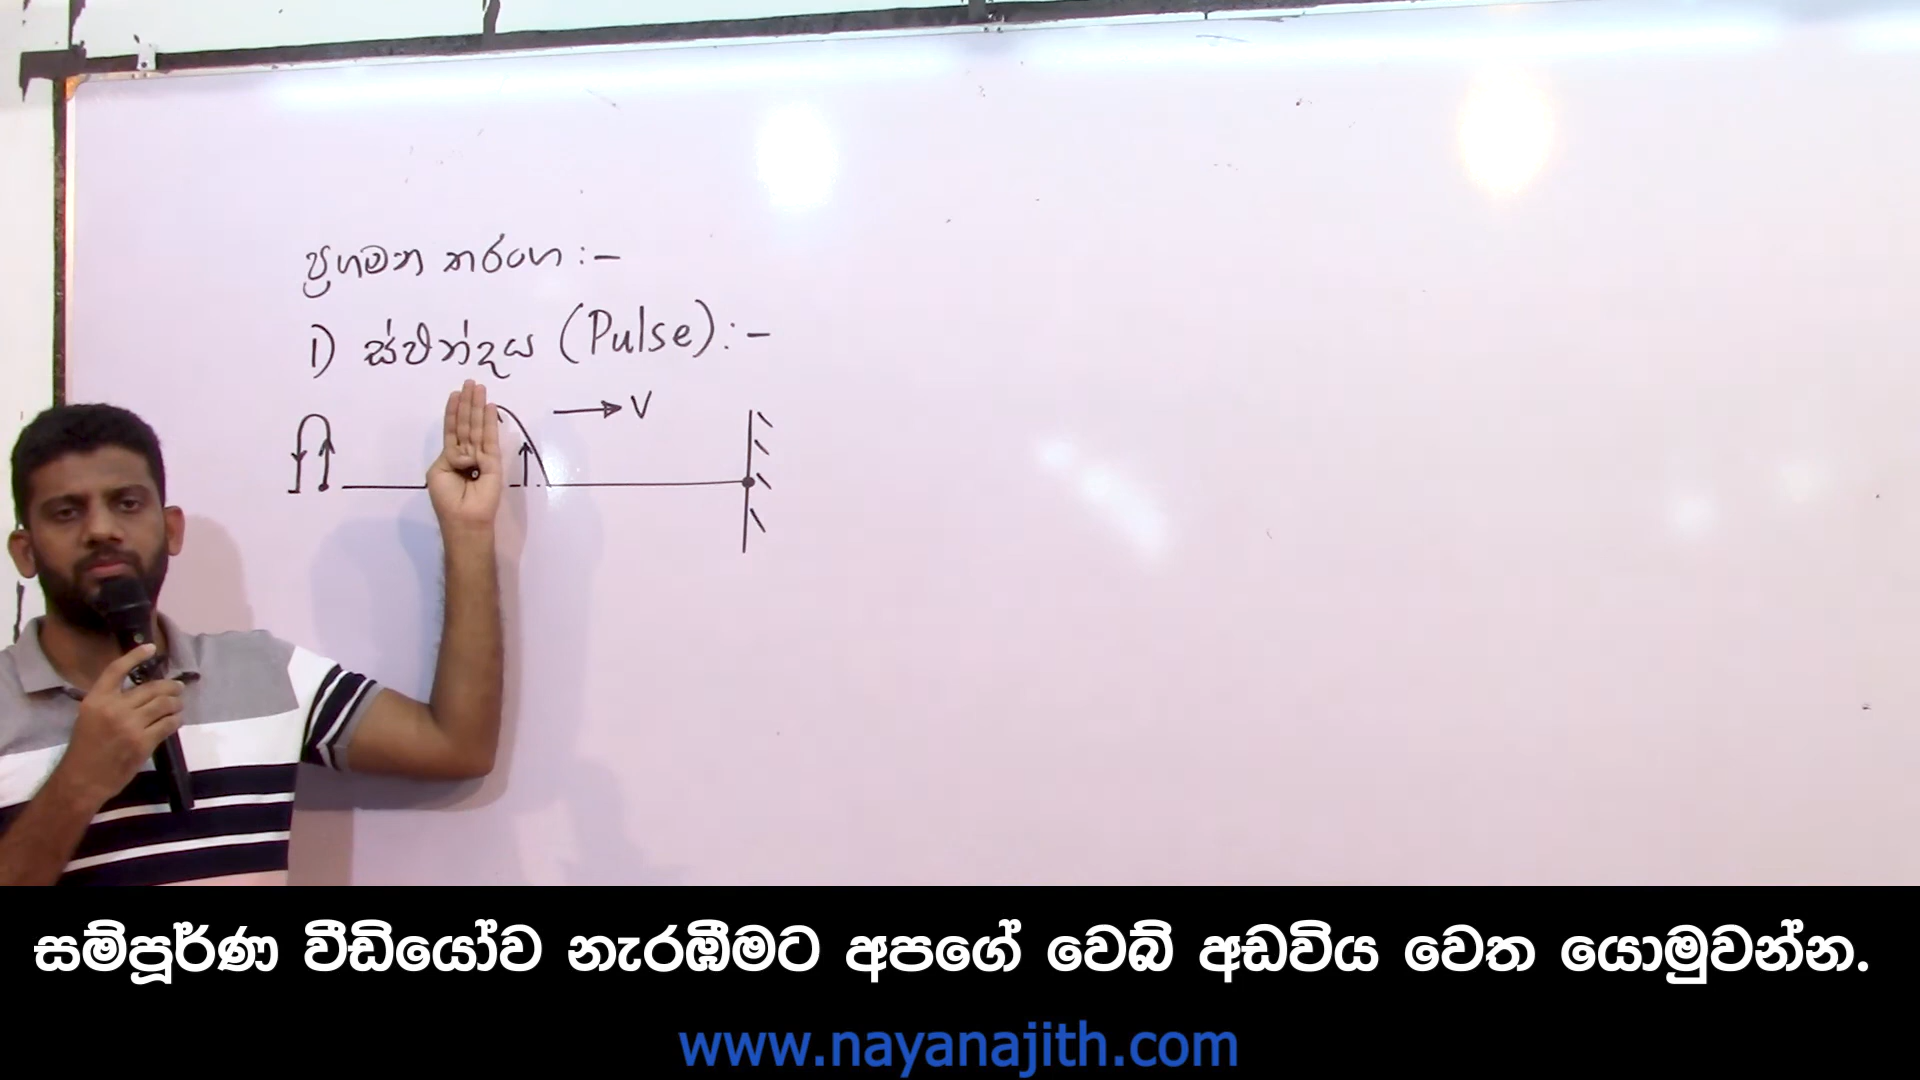 ප්‍රගමන තරංග :-
1) ස්පන්දය (Pulse) :-
V
සම්පූර්ණ වීඩියෝව නැරඹීමට අපගේ වෙබ් අඩවිය වෙත යොමුවන්න.
www.nayanajith.com